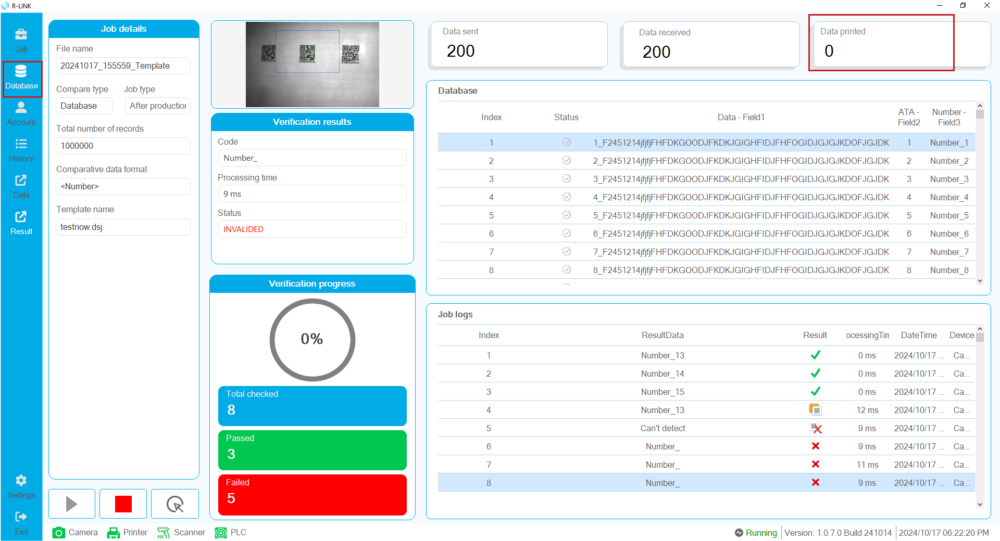 R-LINK
Job
Database
Account
History
Data
Result
Settings
Exit
Job details
File name
20241017_155559_Template
Compare type
Job type
Database
After production
Total number of records
1000000
Comparative data format
<Number>
Template name
testnow.dsj
Verification results
Code
Number_
Processing time
9 ms
Status
INVALIDED
Verification progress
0%
Total checked
8
Passed
3
Failed
5
Data sent
200
Data received
200
Data printed
0
Database
Index Status Data - Field1 ATA - Field2 Number - Field3
1 1_F2451214jfjfjFHFDKGOODJFKDKJGIGHFIDJFHFOGIDJGJGJKDOFJGJDK 1 Number_1
2 2_F2451214jfjfjFHFDKGOODJFKDKJGIGHFIDJFHFOGIDJGJGJKDOFJGJDK 2 Number_2
3 3_F2451214jfjfjFHFDKGOODJFKDKJGIGHFIDJFHFOGIDJGJGJKDOFJGJDK 3 Number_3
4 4_F2451214jfjfjFHFDKGOODJFKDKJGIGHFIDJFHFOGIDJGJGJKDOFJGJDK 4 Number_4
5 5_F2451214jfjfjFHFDKGOODJFKDKJGIGHFIDJFHFOGIDJGJGJKDOFJGJDK 5 Number_5
6 6_F2451214jfjfjFHFDKGOODJFKDKJGIGHFIDJFHFOGIDJGJGJKDOFJGJDK 6 Number_6
7 7_F2451214jfjfjFHFDKGOODJFKDKJGIGHFIDJFHFOGIDJGJGJKDOFJGJDK 7 Number_7
8 8_F2451214jfjfjFHFDKGOODJFKDKJGIGHFIDJFHFOGIDJGJGJKDOFJGJDK 8 Number_8
Job logs
Index ResultData Result ocessingTin DateTime Device
1 Number_13 0 ms 2024/10/17 ... Ca...
2 Number_14 0 ms 2024/10/17 ... Ca...
3 Number_15 0 ms 2024/10/17 ... Ca...
4 Number_13 12 ms 2024/10/17 ... Ca...
5 Can't detect 9 ms 2024/10/17 ... Ca...
6 Number_ 9 ms 2024/10/17 ... Ca...
7 Number_ 11 ms 2024/10/17 ... Ca...
8 Number_ 9 ms 2024/10/17 ... Ca...
Camera Printer Scanner PLC
Running Version: 1.0.7.0 Build 241014 2024/10/17 06:22:20 PM